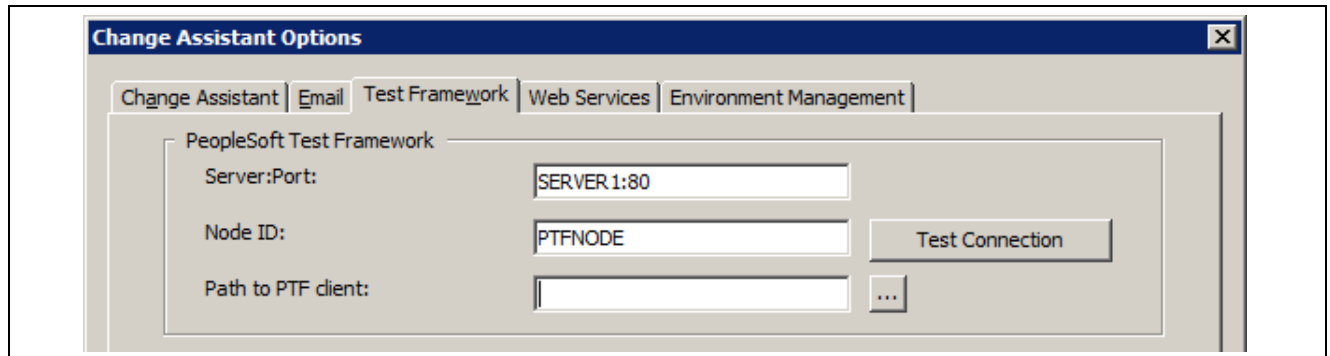 Change Assistant Options
Change Assistant Email Test Framework Web Services Environment Management
PeopleSoft Test Framework
Server:Port: SERVER1:80
Node ID: PTFNODE Test Connection
Path to PTF client: ...